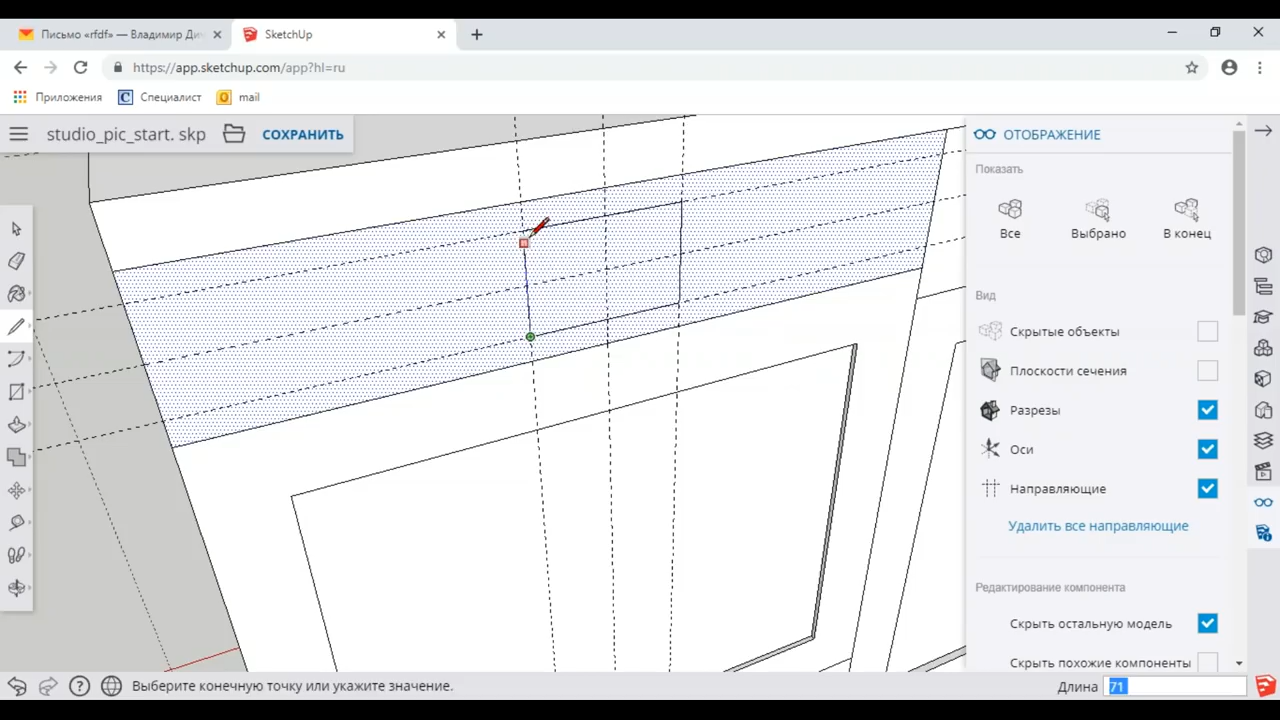 Письмо «rfdf» — Владимир Ди
SketchUp
https://app.sketchup.com/app?hl=ru
Приложения
Специалист
mail
studio_pic_start. skp
СОХРАНИТЬ
ОТОБРАЖЕНИЕ
Показать
Все
Выбрано
В конец
Вид
Скрытые объекты
Плоскости сечения
Разрезы
Оси
Направляющие
Удалить все направляющие
Редактирование компонента
Скрыть остальную модель
Скрыть похожие компоненты
Выберите конечную точку или укажите значение.
Длина 71